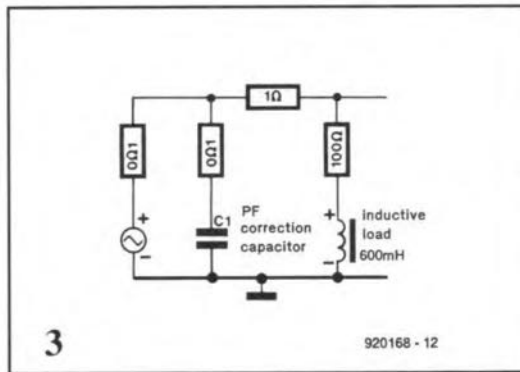 1Ω
0Ω1
0Ω1
100Ω
+
+
C1
PF
correction
capacitor
inductive
load
600mH
−
−
3
920168 - 12